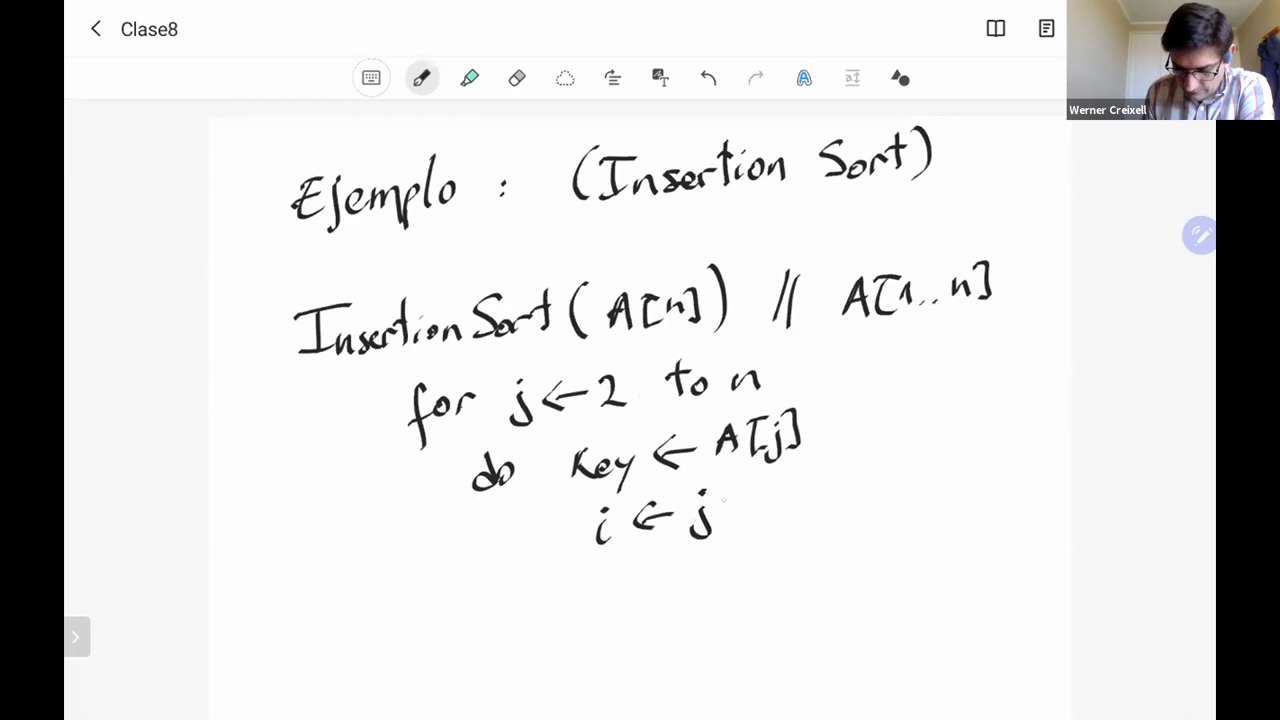 Clase8
Werner Creixell
Ejemplo : (Insertion Sort)
InsertionSort(A[n]) // A[1..n]
for j ← 2 to n
do Key ← A[j]
i ← j